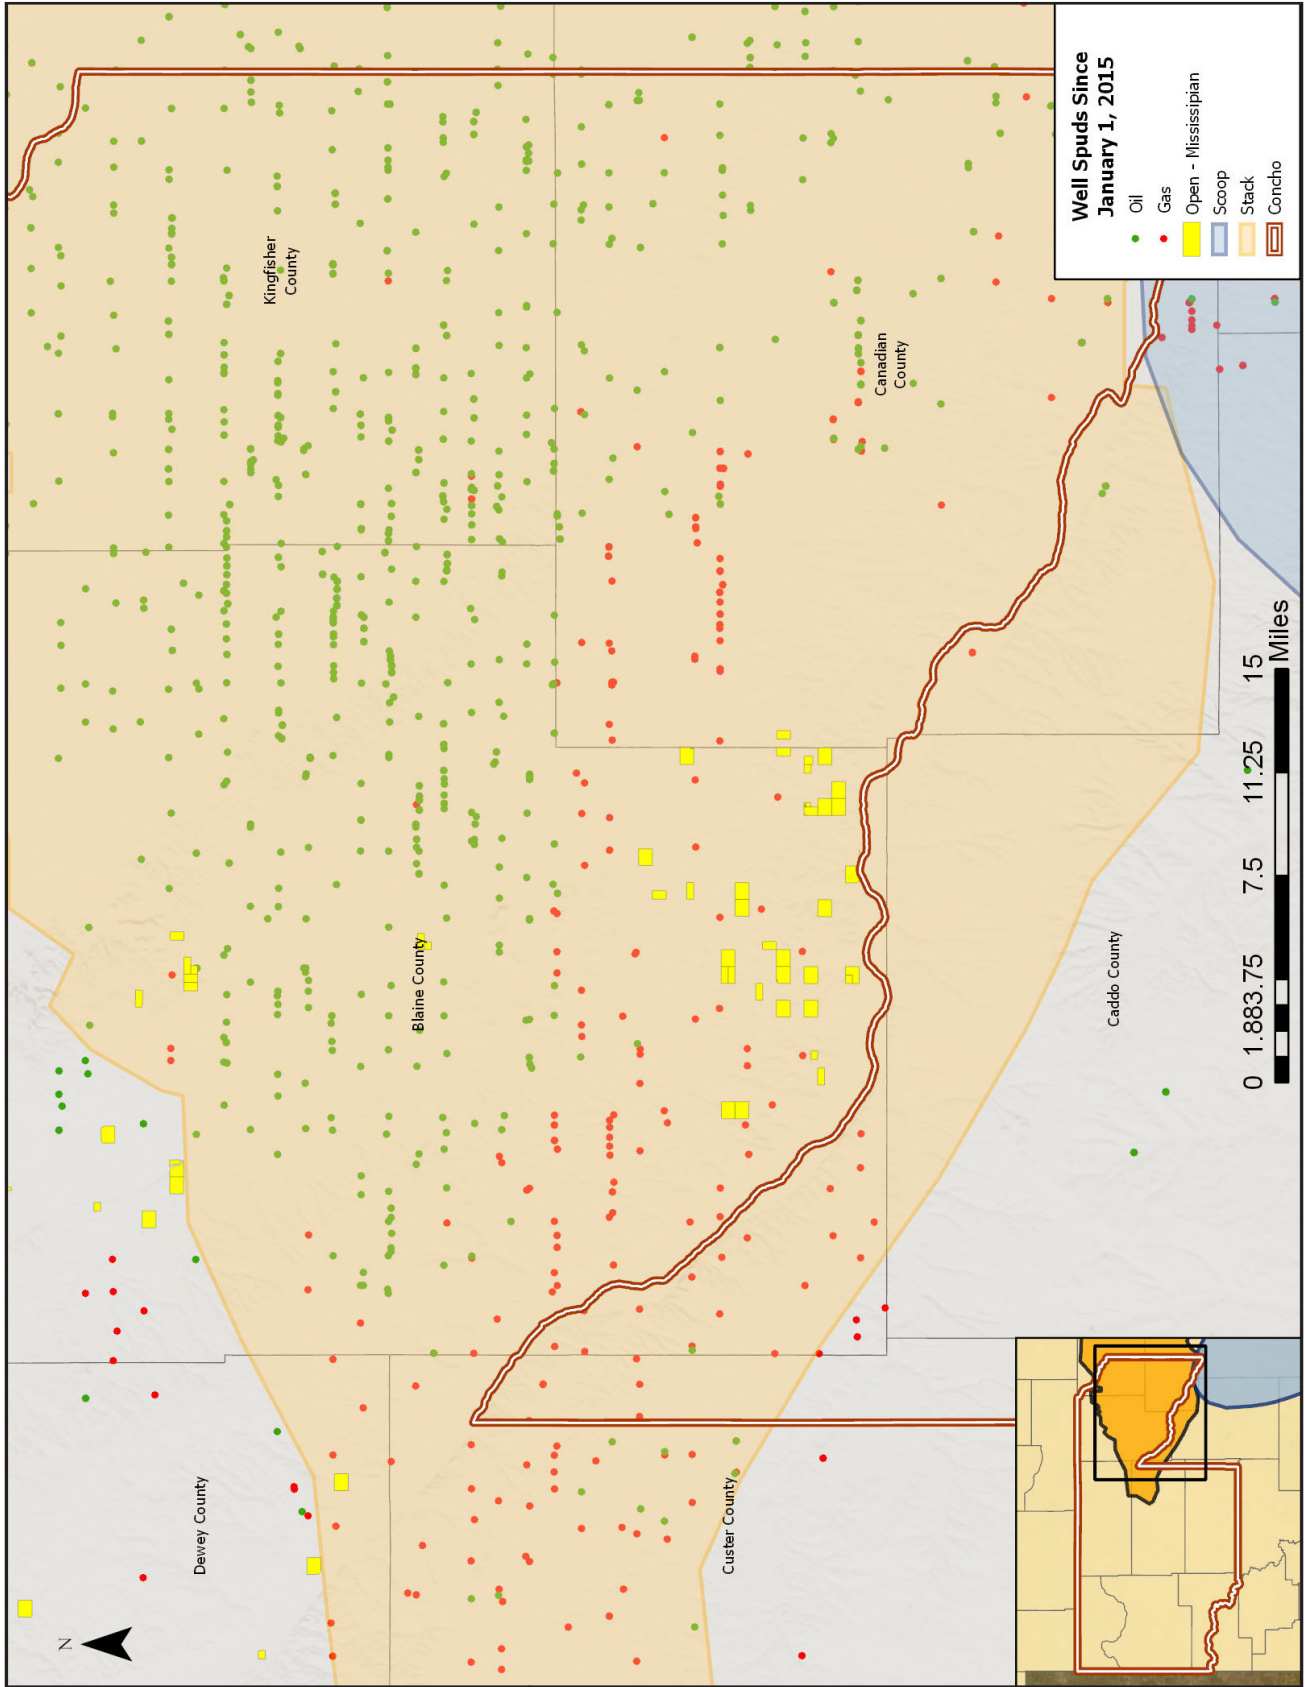 Well Spuds Since
January 1, 2015
Oil
Gas
Open - Mississipian
Scoop
Stack
Concho
Kingfisher
County
Canadian
County
Blaine County
Caddo County
Dewey County
Custer County
N
0 1.883.75 7.5 11.25 15
Miles